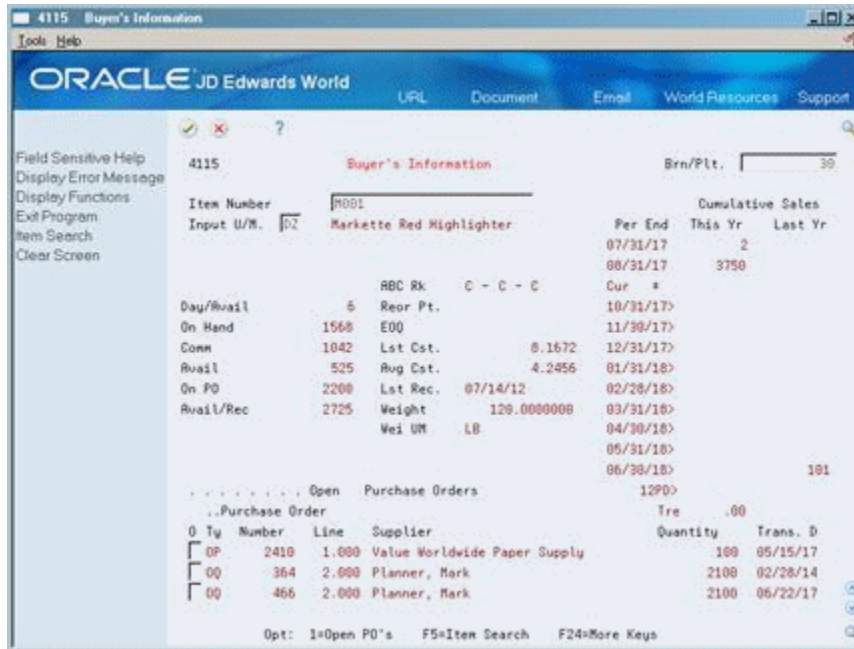 4115 Buyer's Information
Tools Help
ORACLE JD Edwards World
URL Document Email World Resources Support
?
Field Sensitive Help
Display Error Message
Display Functions
Exit Program
Item Search
Clear Screen
4115 Buyer's Information Brn/Plt. 30
Item Number M001 Cumulative Sales
Input U/M. DZ Markette Red Highlighter Per End This Yr Last Yr
07/31/17 2
08/31/17 3750
ABC Rk C - C - C Cur *
Day/Avail 6 Reor Pt. 10/31/17>
On Hand 1568 EOQ 11/30/17>
Comm 1042 Lst Cst. 8.1672 12/31/17>
Avail 525 Avg Cst. 4.2456 01/31/18>
On PO 2200 Lst Rec. 07/14/12 02/28/18>
Avail/Rec 2725 Weight 120.0000000 03/31/18>
Wei UM LB 04/30/18>
05/31/18>
06/30/18> 101
. . . . . . . Open Purchase Orders 12PD>
..Purchase Order Tre .00
O Ty Number Line Supplier Quantity Trans. D
OP 2410 1.000 Value Worldwide Paper Supply 100 05/15/17
OQ 364 2.000 Planner, Mark 2100 02/28/14
OQ 466 2.000 Planner, Mark 2100 06/22/17
Opt: 1=Open PO's F5=Item Search F24=More Keys